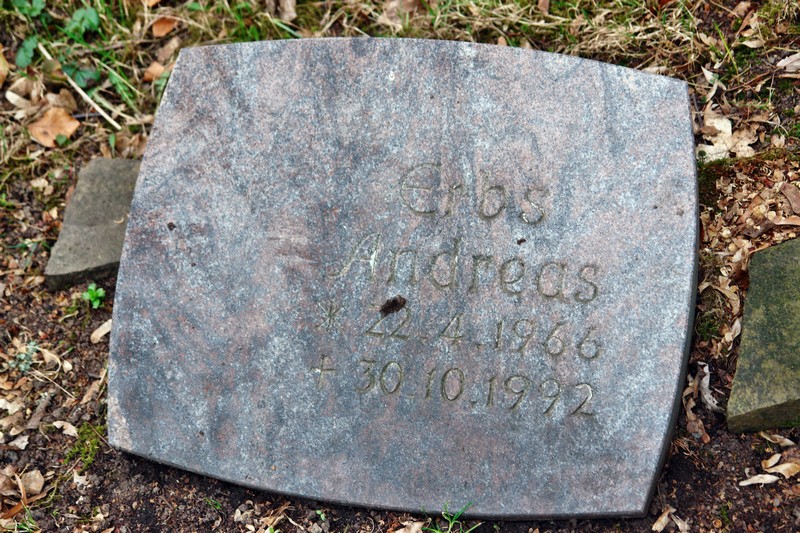 Erbs
Andreas
* 22.4.1966
† 30.10.1992